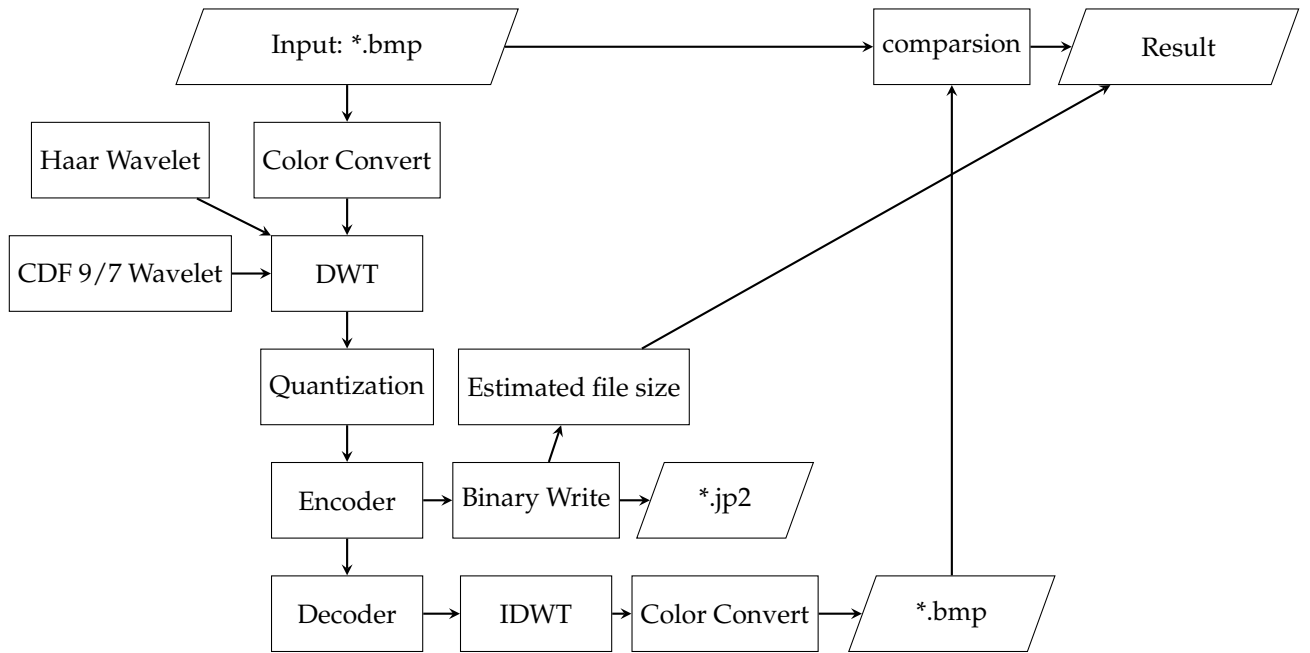 Input: *.bmp
comparsion
Result
Haar Wavelet
Color Convert
CDF 9/7 Wavelet
DWT
Quantization
Estimated file size
Encoder
Binary Write
*.jp2
Decoder
IDWT
Color Convert
*.bmp